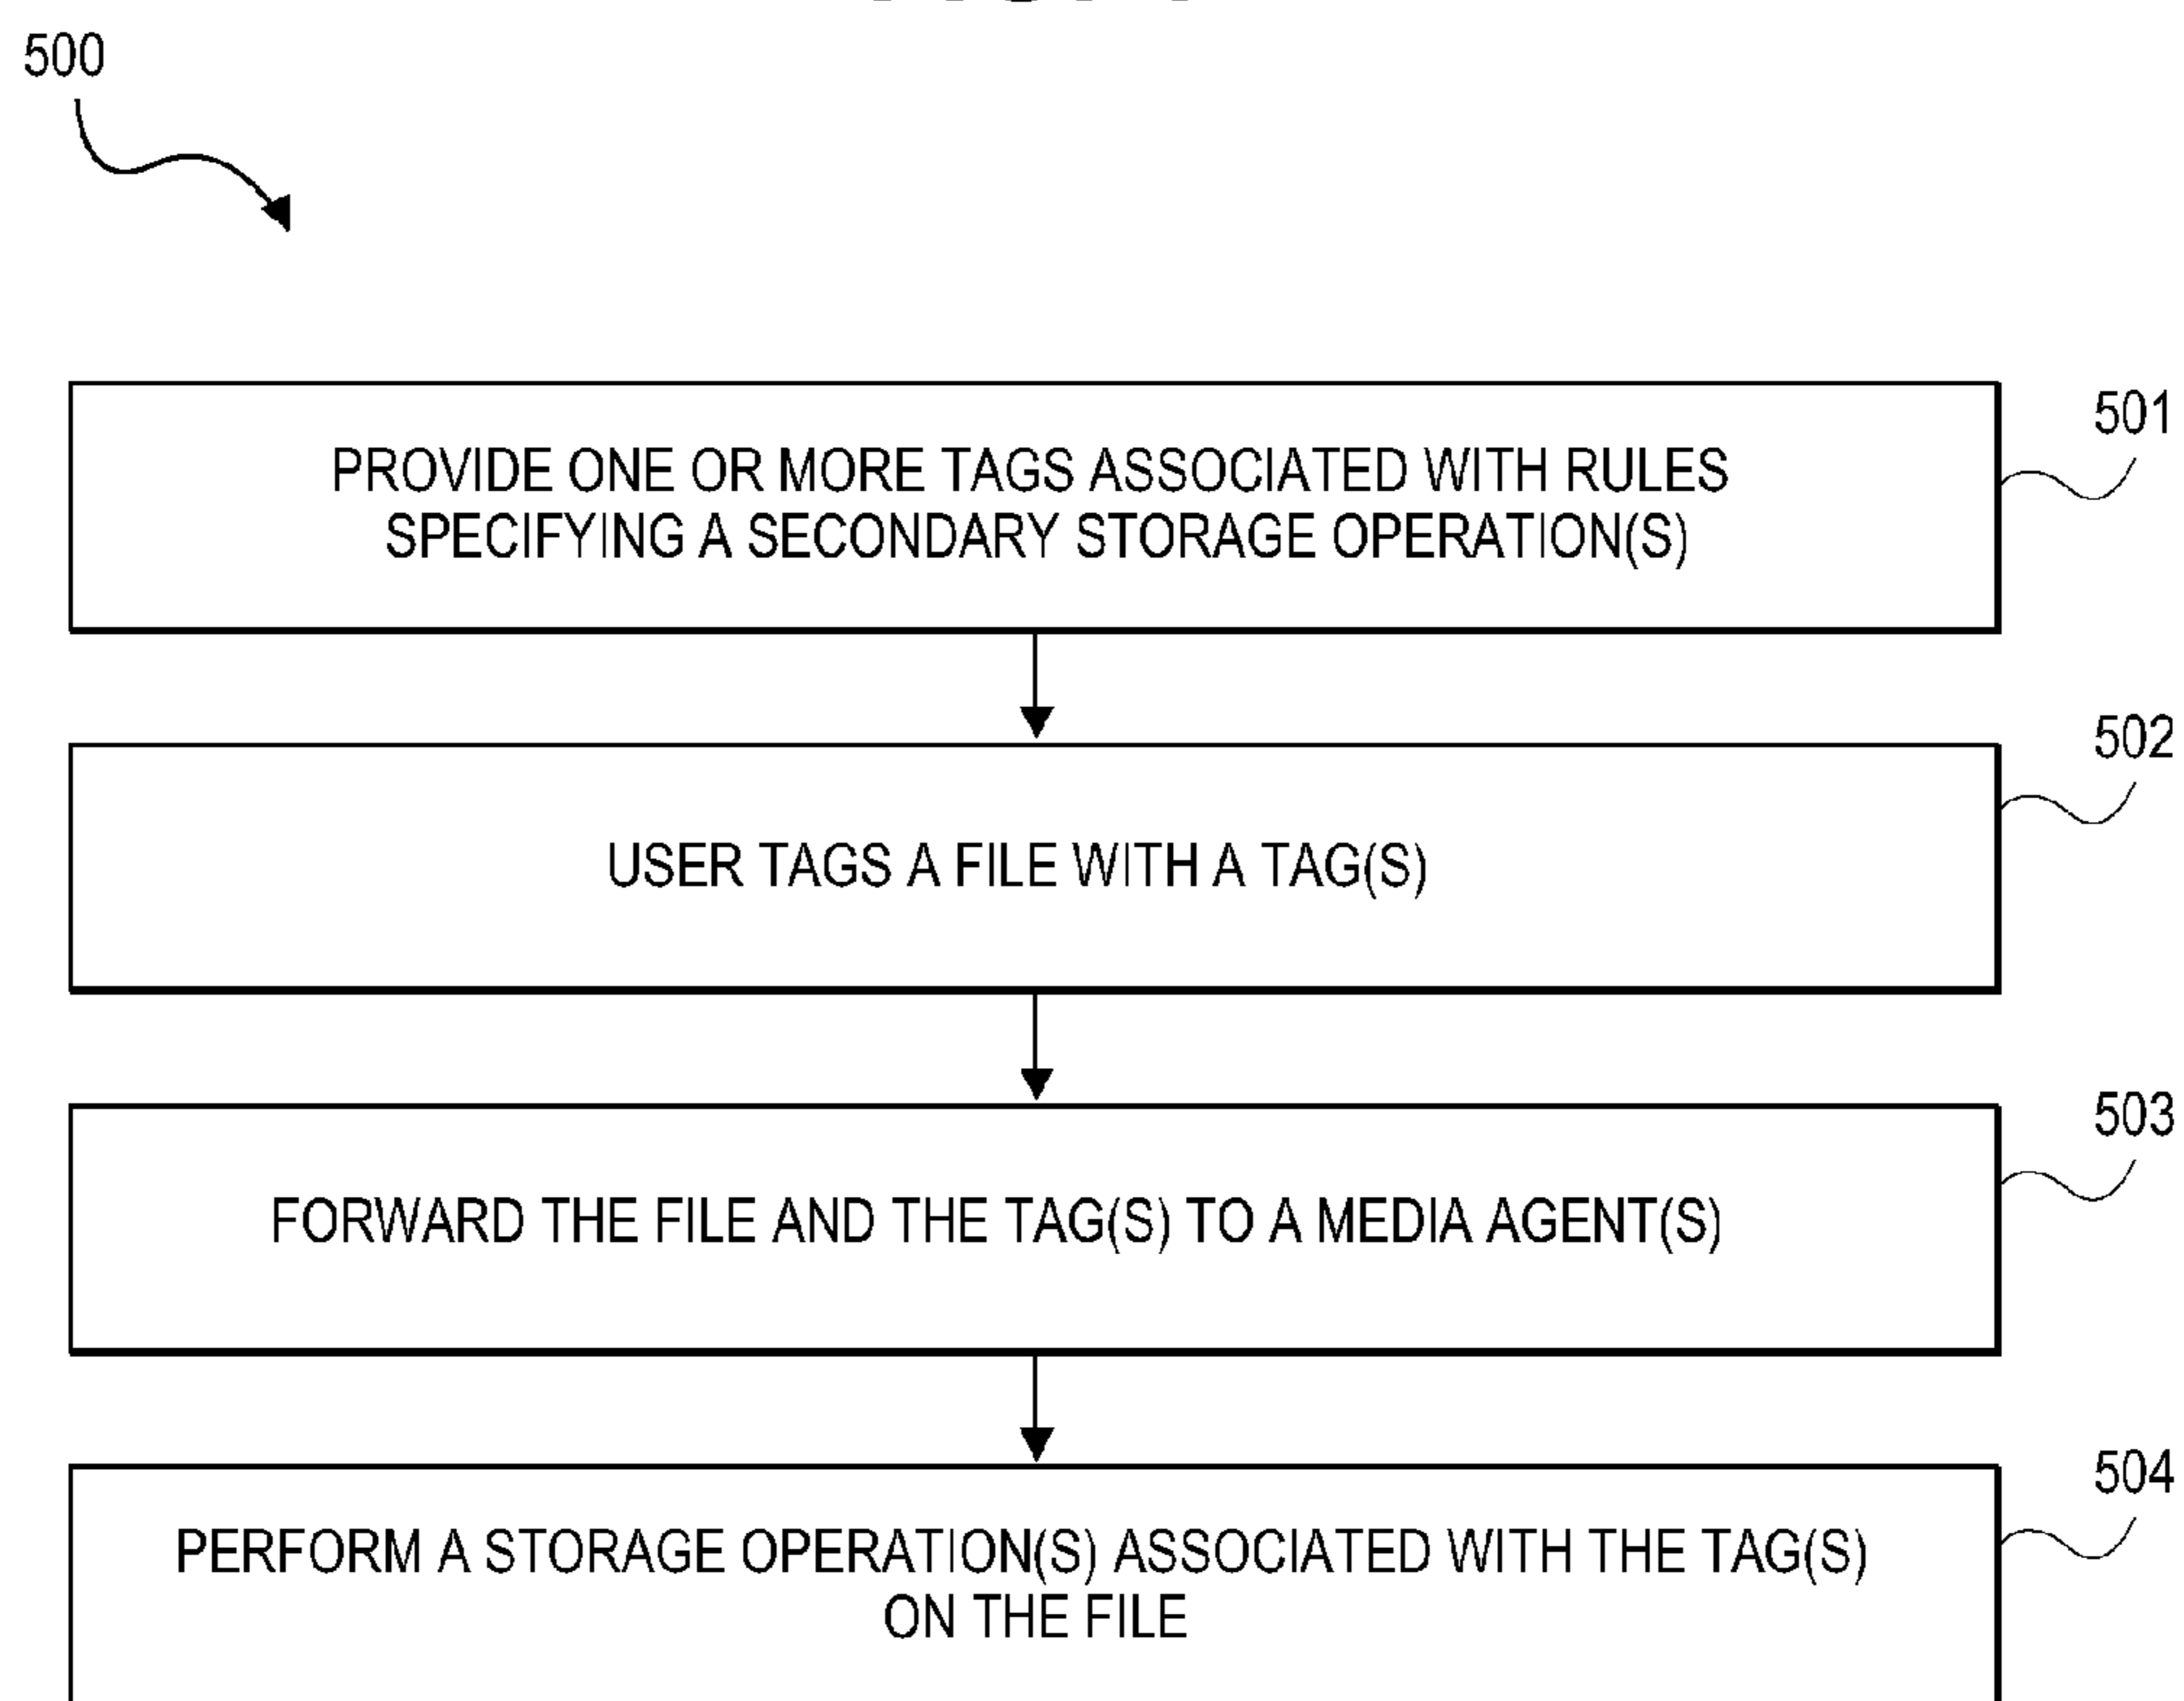 500
PROVIDE ONE OR MORE TAGS ASSOCIATED WITH RULES
SPECIFYING A SECONDARY STORAGE OPERATION(S)
501
USER TAGS A FILE WITH A TAG(S)
502
FORWARD THE FILE AND THE TAG(S) TO A MEDIA AGENT(S)
503
PERFORM A STORAGE OPERATION(S) ASSOCIATED WITH THE TAG(S)
ON THE FILE
504